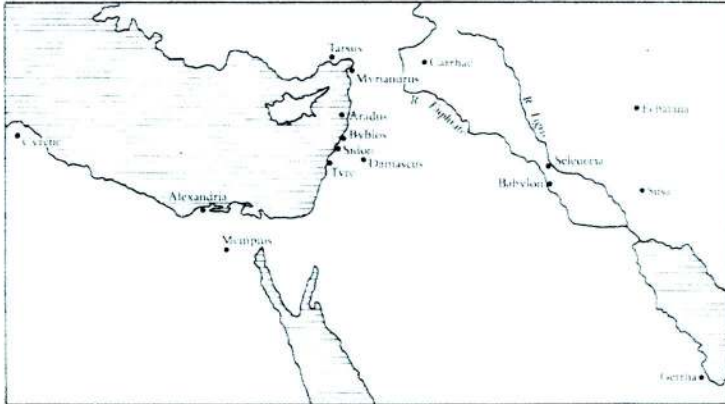 Tarsus
Carrhae
Myriandrus
Ecbatana
Aradus
R. Euphrates
R. Tigris
Byblos
Cyrene
Sidon
Damascus
Tyre
Seleucia
Babylon
Susa
Alexandria
Memphis
Gerrha